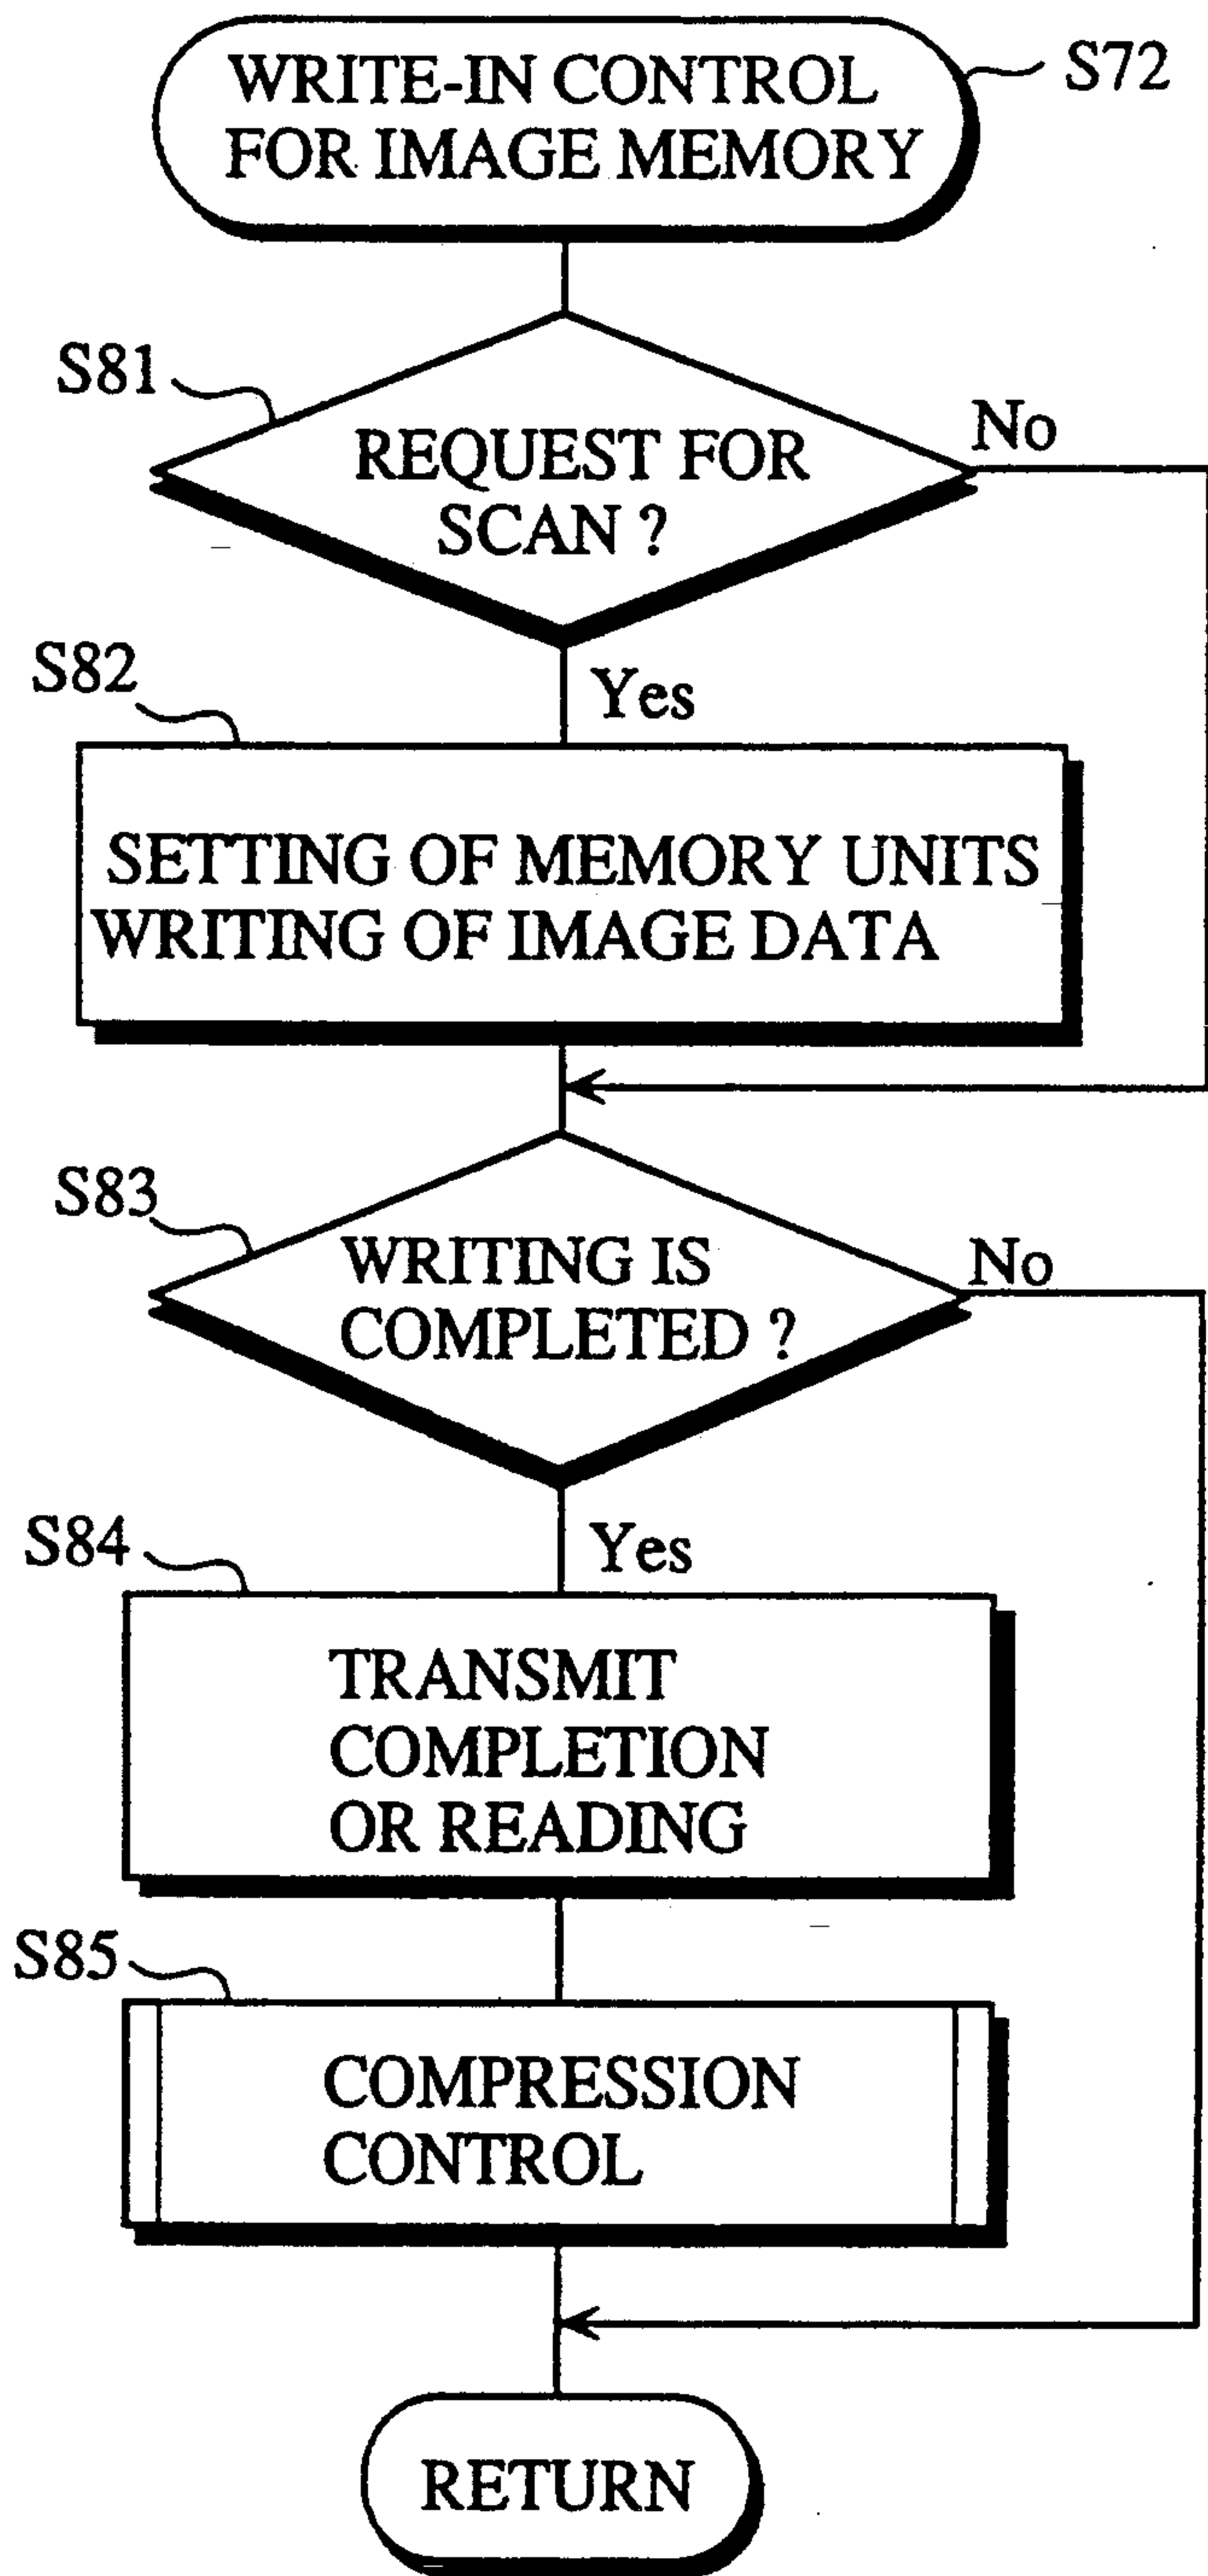 WRITE-IN CONTROL
FOR IMAGE MEMORY
S72
S81
REQUEST FOR
SCAN ?
No
Yes
S82
SETTING OF MEMORY UNITS
WRITING OF IMAGE DATA
S83
WRITING IS
COMPLETED ?
No
Yes
S84
TRANSMIT
COMPLETION
OR READING
S85
COMPRESSION
CONTROL
RETURN